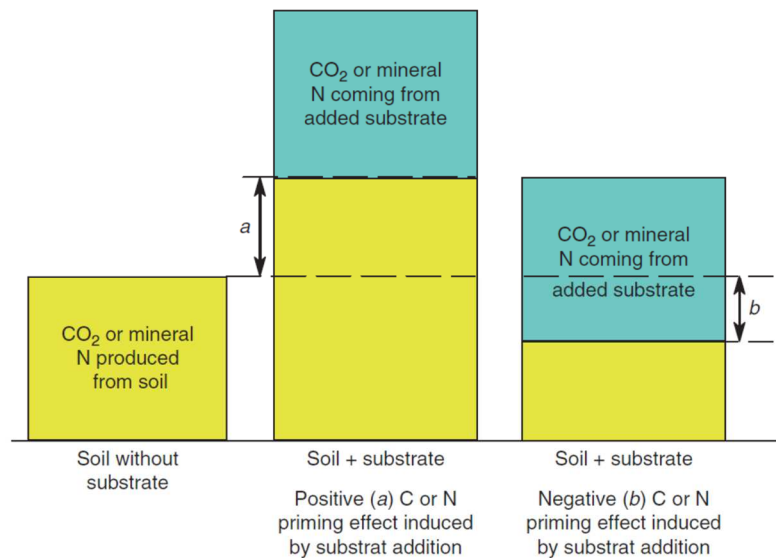 CO₂ or mineral
N coming from
added substrate
a
CO₂ or mineral
N coming from
added substrate
b
CO₂ or mineral
N produced
from soil
Soil without
substrate
Soil + substrate
Soil + substrate
Positive (a) C or N
priming effect induced
by substrat addition
Negative (b) C or N
priming effect induced
by substrat addition